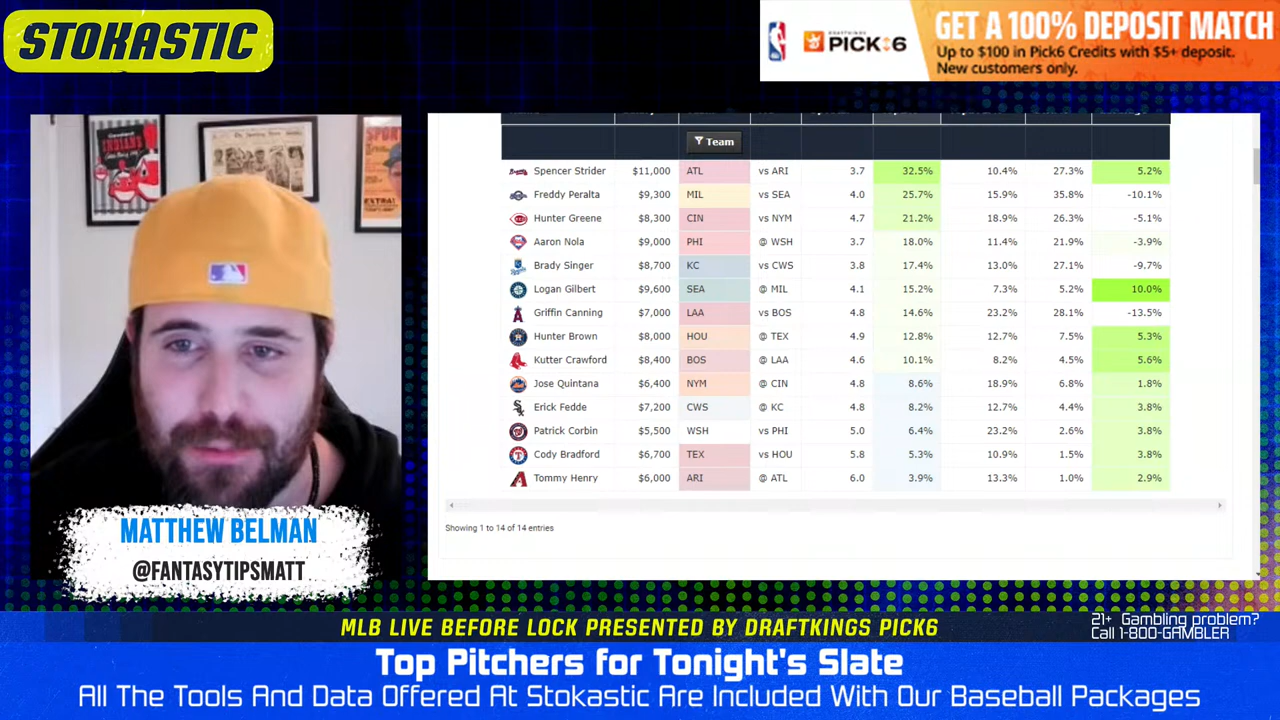 STOKASTIC
DRAFTKINGS
PICK6
GET A 100% DEPOSIT MATCH
Up to $100 in Pick6 Credits with $5+ deposit.
New customers only.
Team
Spencer Strider $11,000 ATL vs ARI 3.7 32.5% 10.4% 27.3% 5.2%
Freddy Peralta $9,300 MIL vs SEA 4.0 25.7% 15.9% 35.8% -10.1%
Hunter Greene $8,300 CIN vs NYM 4.7 21.2% 18.9% 26.3% -5.1%
Aaron Nola $9,000 PHI @ WSH 3.7 18.0% 11.4% 21.9% -3.9%
Brady Singer $8,700 KC vs CWS 3.8 17.4% 13.0% 27.1% -9.7%
Logan Gilbert $9,600 SEA @ MIL 4.1 15.2% 7.3% 5.2% 10.0%
Griffin Canning $7,000 LAA vs BOS 4.8 14.6% 23.2% 28.1% -13.5%
Hunter Brown $8,000 HOU @ TEX 4.9 12.8% 12.7% 7.5% 5.3%
Kutter Crawford $8,400 BOS @ LAA 4.6 10.1% 8.2% 4.5% 5.6%
Jose Quintana $6,400 NYM @ CIN 4.8 8.6% 18.9% 6.8% 1.8%
Erick Fedde $7,200 CWS @ KC 4.8 8.2% 12.7% 4.4% 3.8%
Patrick Corbin $5,500 WSH vs PHI 5.0 6.4% 23.2% 2.6% 3.8%
Cody Bradford $6,700 TEX vs HOU 5.8 5.3% 10.9% 1.5% 3.8%
Tommy Henry $6,000 ARI @ ATL 6.0 3.9% 13.3% 1.0% 2.9%
Showing 1 to 14 of 14 entries
MATTHEW BELMAN
@FANTASYTIPSMATT
MLB LIVE BEFORE LOCK PRESENTED BY DRAFTKINGS PICK6
21+ Gambling problem?
Call 1-800-GAMBLER
Top Pitchers for Tonight's Slate
All The Tools And Data Offered At Stokastic Are Included With Our Baseball Packages